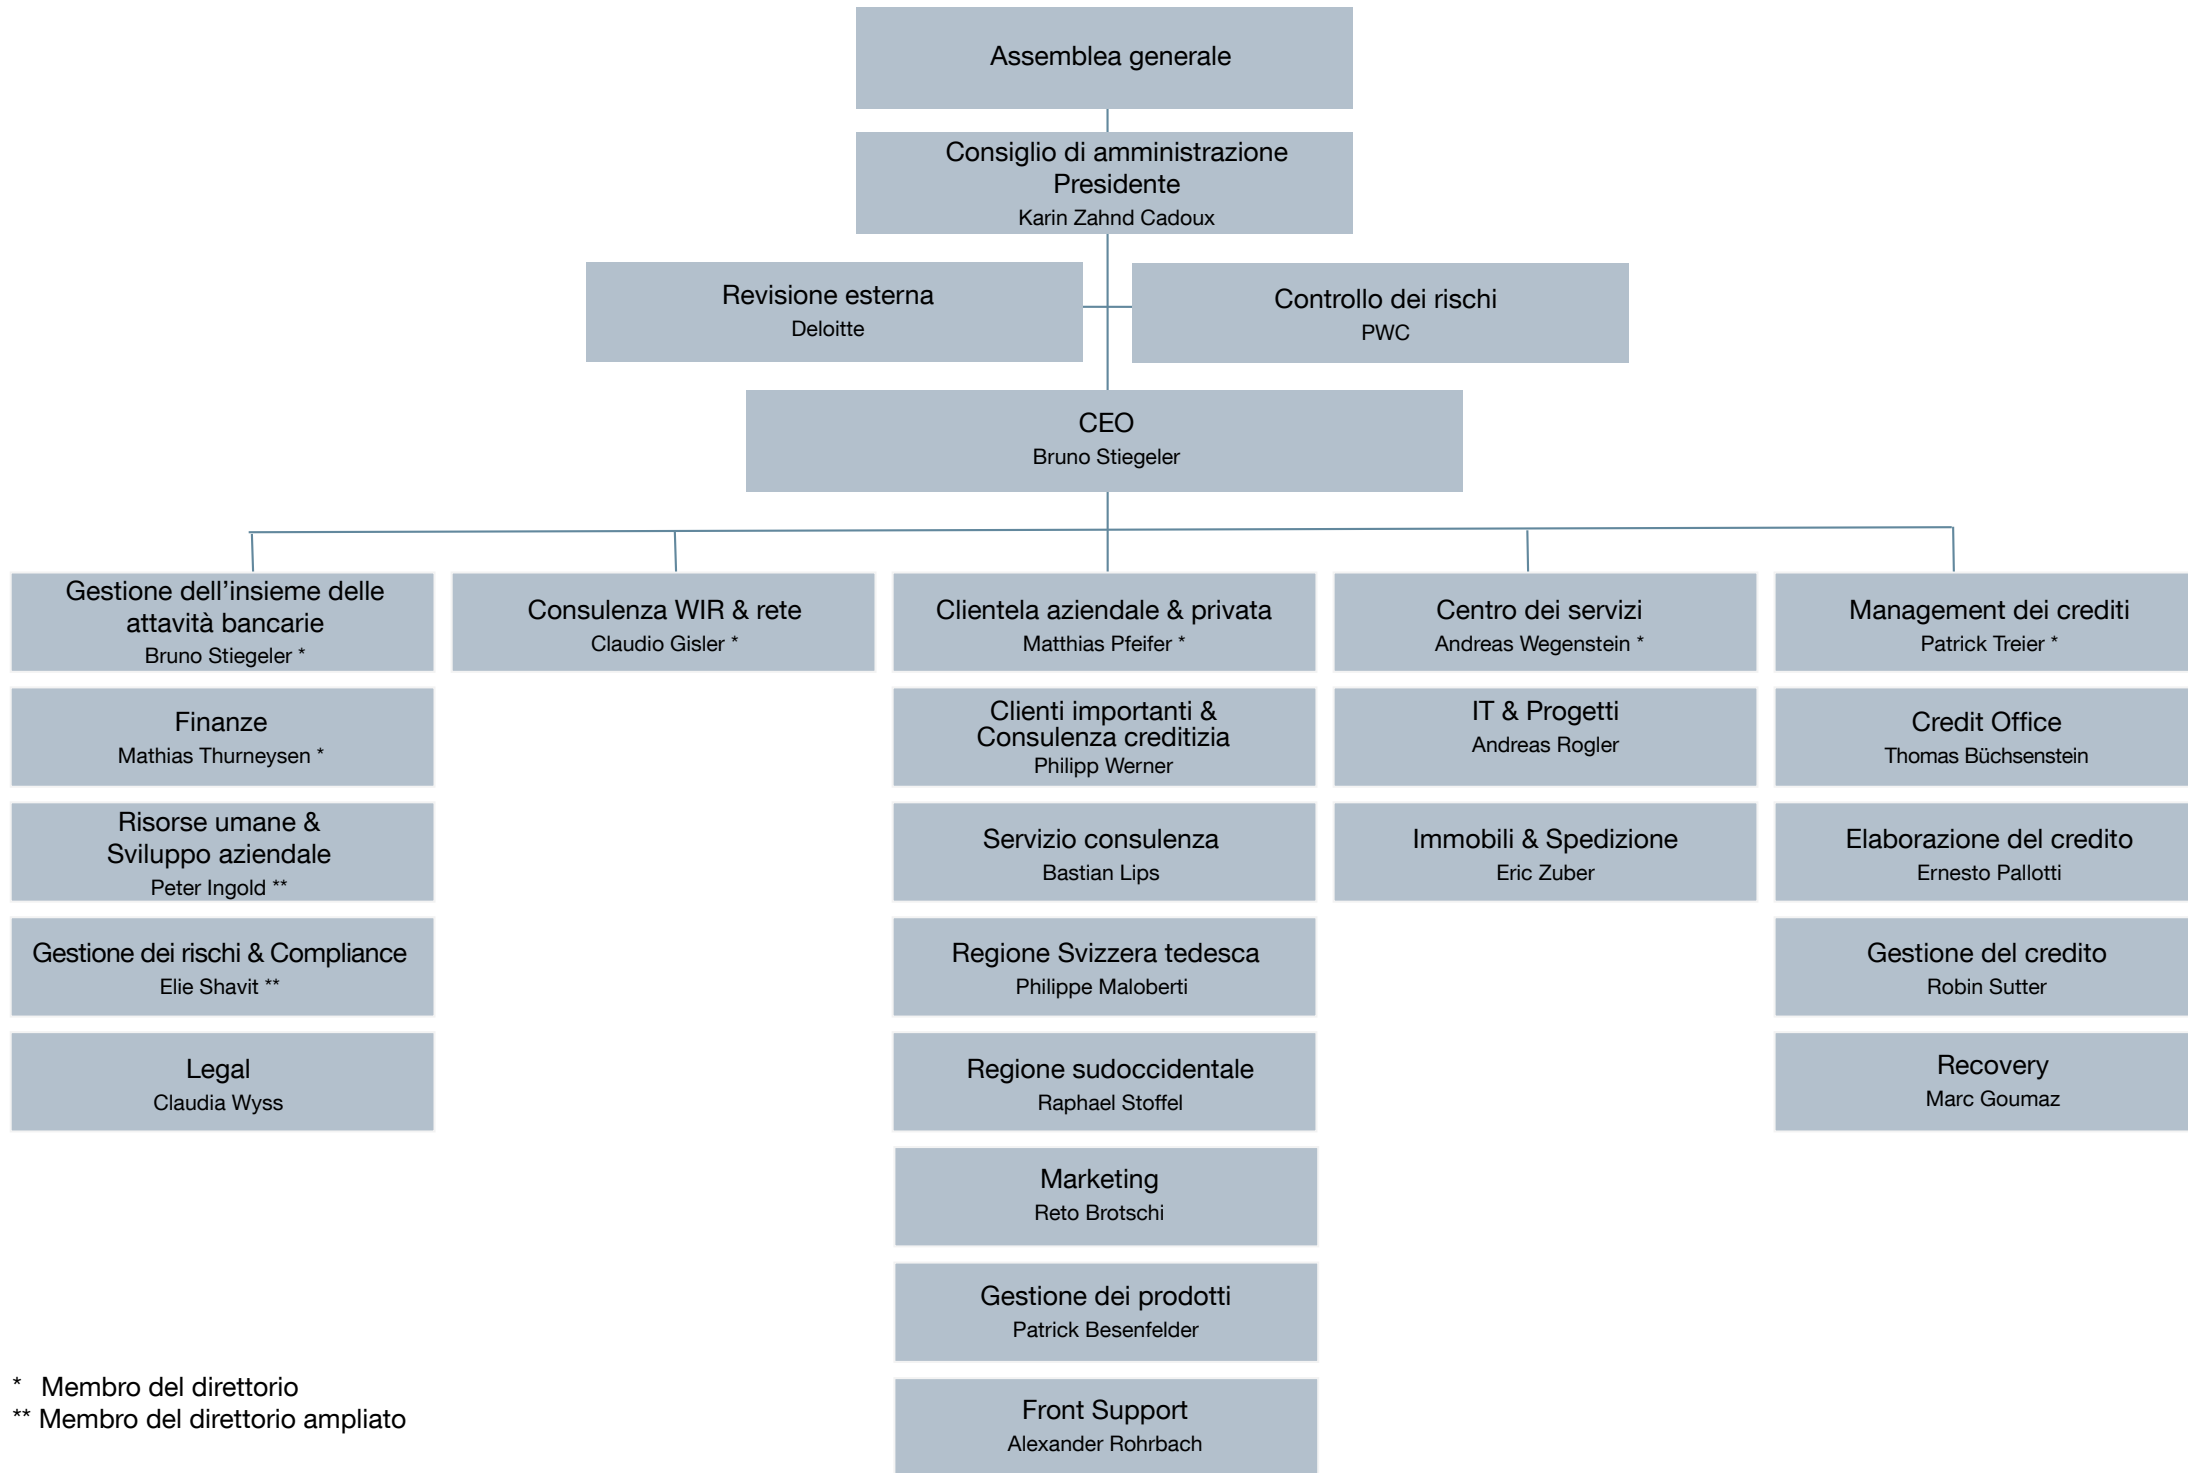 Assemblea generale
Consiglio di amministrazione
Presidente
Karin Zahnd Cadoux
Revisione esterna
Deloitte
Controllo dei rischi
PWC
CEO
Bruno Stiegeler
Gestione dell’insieme delle
attavità bancarie
Bruno Stiegeler *
Finanze
Mathias Thurneysen *
Risorse umane &
Sviluppo aziendale
Peter Ingold **
Gestione dei rischi & Compliance
Elie Shavit **
Legal
Claudia Wyss
Consulenza WIR & rete
Claudio Gisler *
Clientela aziendale & privata
Matthias Pfeifer *
Clienti importanti &
Consulenza creditizia
Philipp Werner
Servizio consulenza
Bastian Lips
Regione Svizzera tedesca
Philippe Maloberti
Regione sudoccidentale
Raphael Stoffel
Marketing
Reto Brotschi
Gestione dei prodotti
Patrick Besenfelder
Front Support
Alexander Rohrbach
Centro dei servizi
Andreas Wegenstein *
IT & Progetti
Andreas Rogler
Immobili & Spedizione
Eric Zuber
Management dei crediti
Patrick Treier *
Credit Office
Thomas Büchsenstein
Elaborazione del credito
Ernesto Pallotti
Gestione del credito
Robin Sutter
Recovery
Marc Goumaz
* Membro del direttorio
** Membro del direttorio ampliato